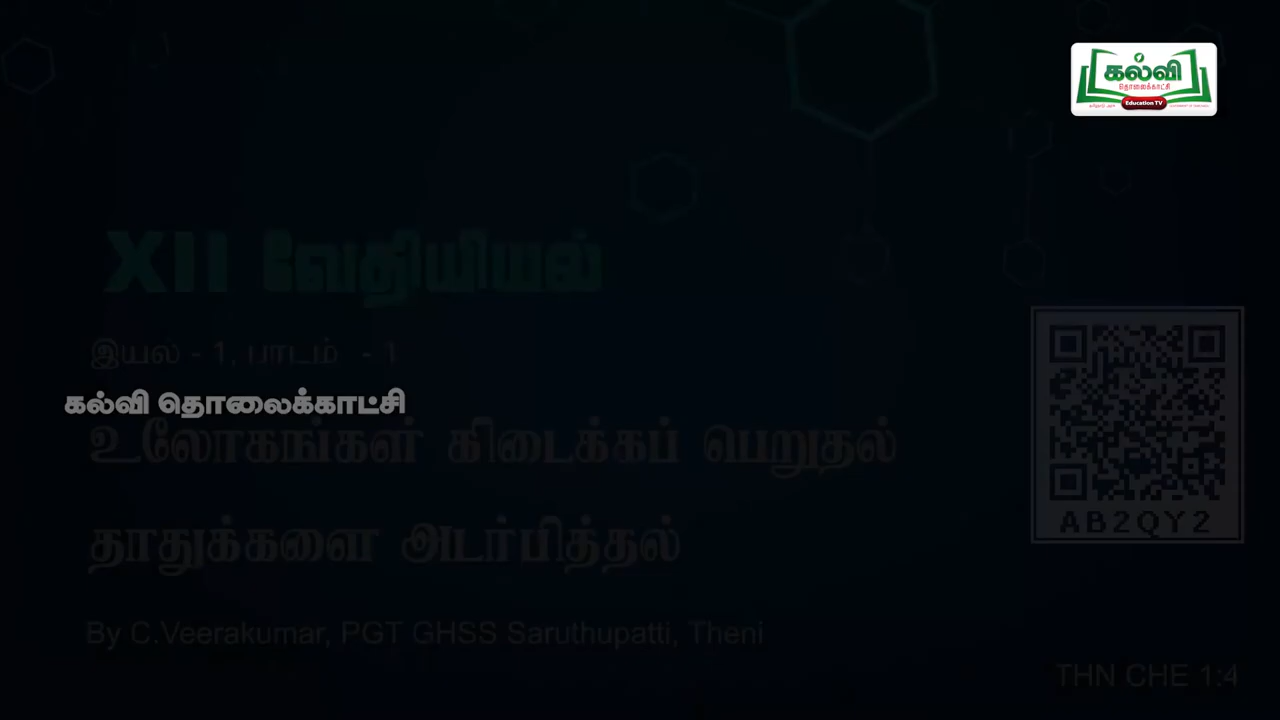 கல்வி
தொலைக்காட்சி
Education TV
XII வேதியியல்
இயல் - 1, பாடம் - 1
கல்வி தொலைக்காட்சி
உலோகங்கள் கிடைக்கப் பெறுதல்
தாதுக்களை அடர்பித்தல்
AB2QY2
By C.Veerakumar, PGT GHSS Saruthupatti, Theni
THN CHE 1:4